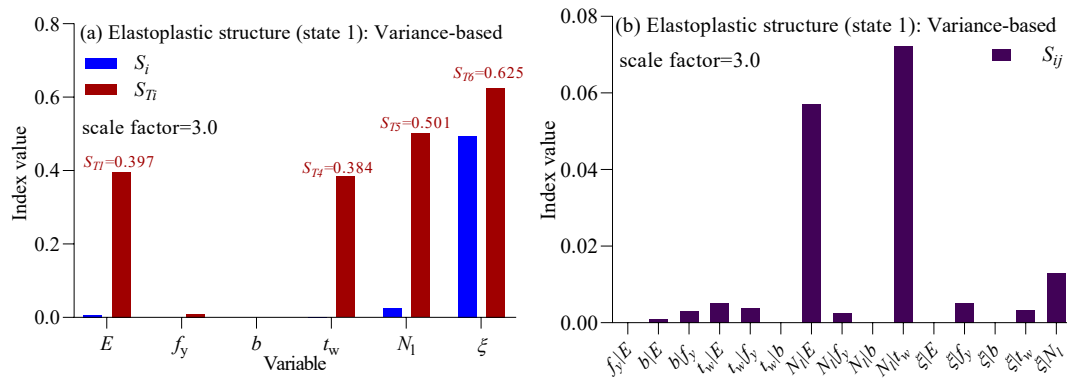 (a) Elastoplastic structure (state 1): Variance-based
S_i
S_Ti
scale factor=3.0
S_T1=0.397
S_T4=0.384
S_T5=0.501
S_T6=0.625
Index value
0.8
0.6
0.4
0.2
0.0
E f_y b t_w N_l ξ
Variable
(b) Elastoplastic structure (state 1): Variance-based
scale factor=3.0
S_ij
Index value
0.08
0.06
0.04
0.02
0.00
f_y|E b|E b|f_y t_w|E t_w|f_y t_w|b N_l|E N_l|f_y N_l|b N_l|t_w ξ|E ξ|f_y ξ|b ξ|t_w ξ|N_l